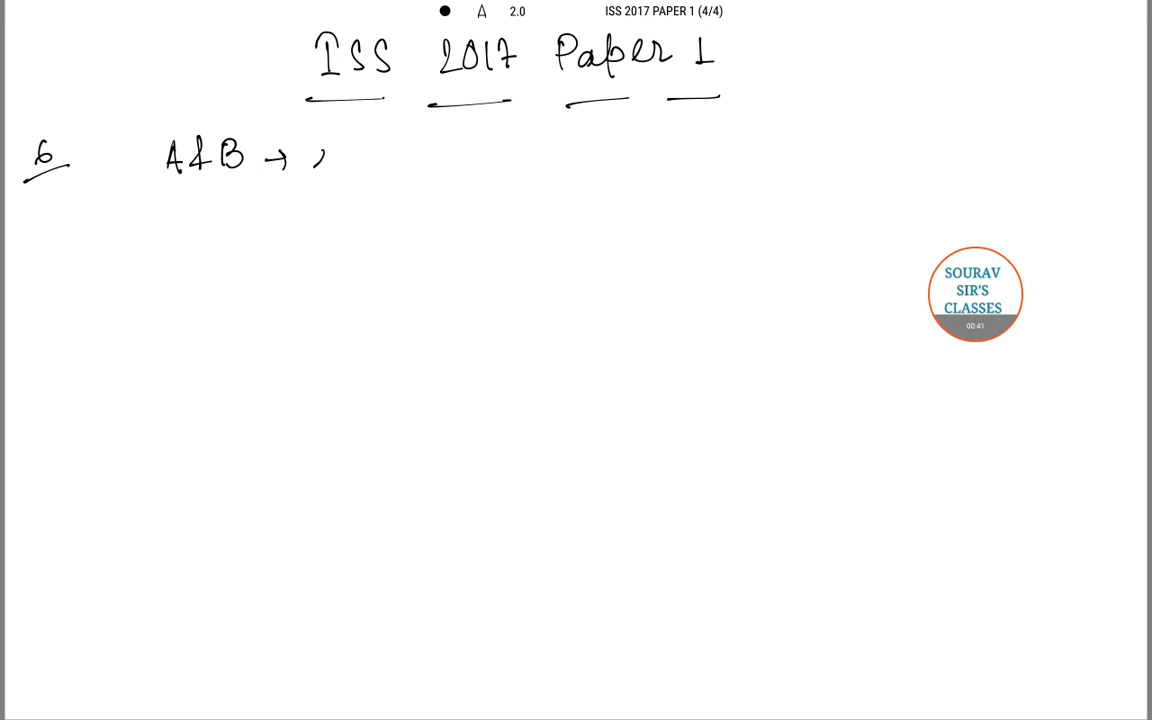 A 2.0 ISS 2017 PAPER 1 (4/4)
ISS 2017 Paper 1
6 A & B →
SOURAV
SIR'S
CLASSES
00:41